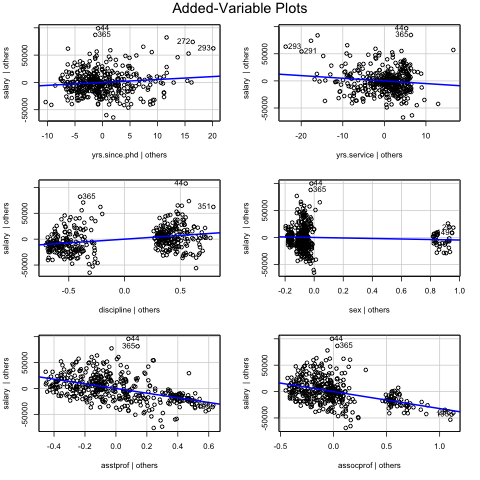 Added-Variable Plots
salary | others
-50000 0 50000
44
365
272
293
-10 -5 0 5 10 15 20
yrs.since.phd | others
salary | others
-50000 0 50000
44
365
293
291
-20 -10 0 10
yrs.service | others
salary | others
-50000 0 50000
44
365
351
-0.5 0.0 0.5
discipline | others
salary | others
-50000 0 50000
44
365
-0.2 0.0 0.2 0.4 0.6 0.8 1.0
sex | others
salary | others
-50000 0 50000
44
365
-0.4 -0.2 0.0 0.2 0.4 0.6
asstprof | others
salary | others
-50000 0 50000
44
365
-0.5 0.0 0.5 1.0
assocprof | others